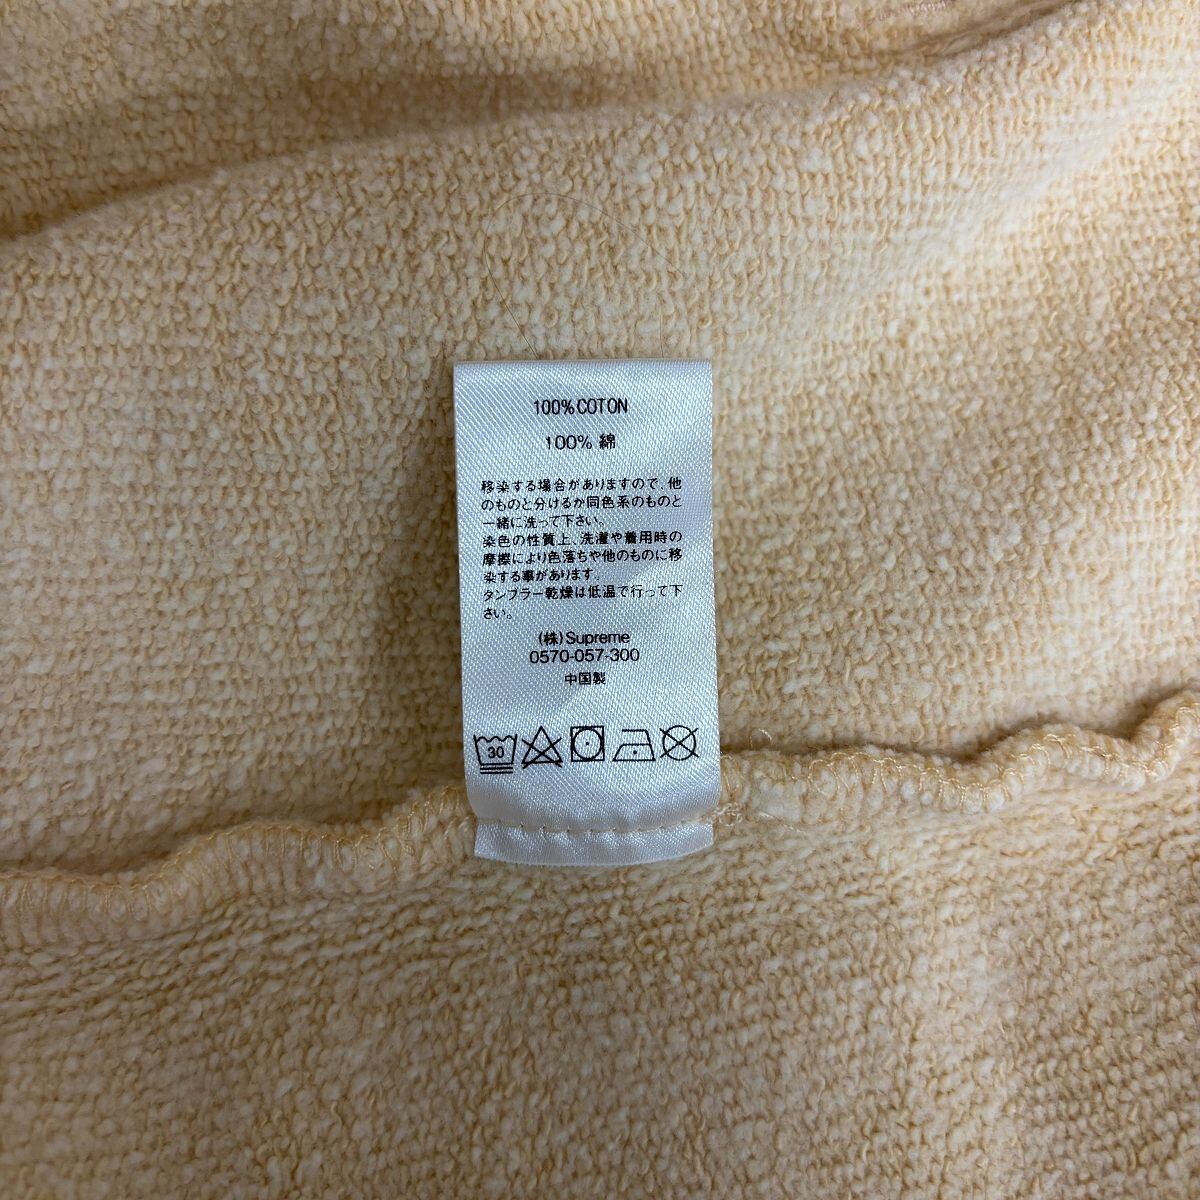 100%COTON
100% 綿
移染する場合がありますので、他
のものと分けるか同色系のものと
一緒に洗って下さい。
染色の性質上、洗濯や着用時の
摩擦により色落ちや他のものに移
染する事があります。
タンブラー乾燥は低温で行って下
さい。
(株)Supreme
0570-057-300
中国製
30